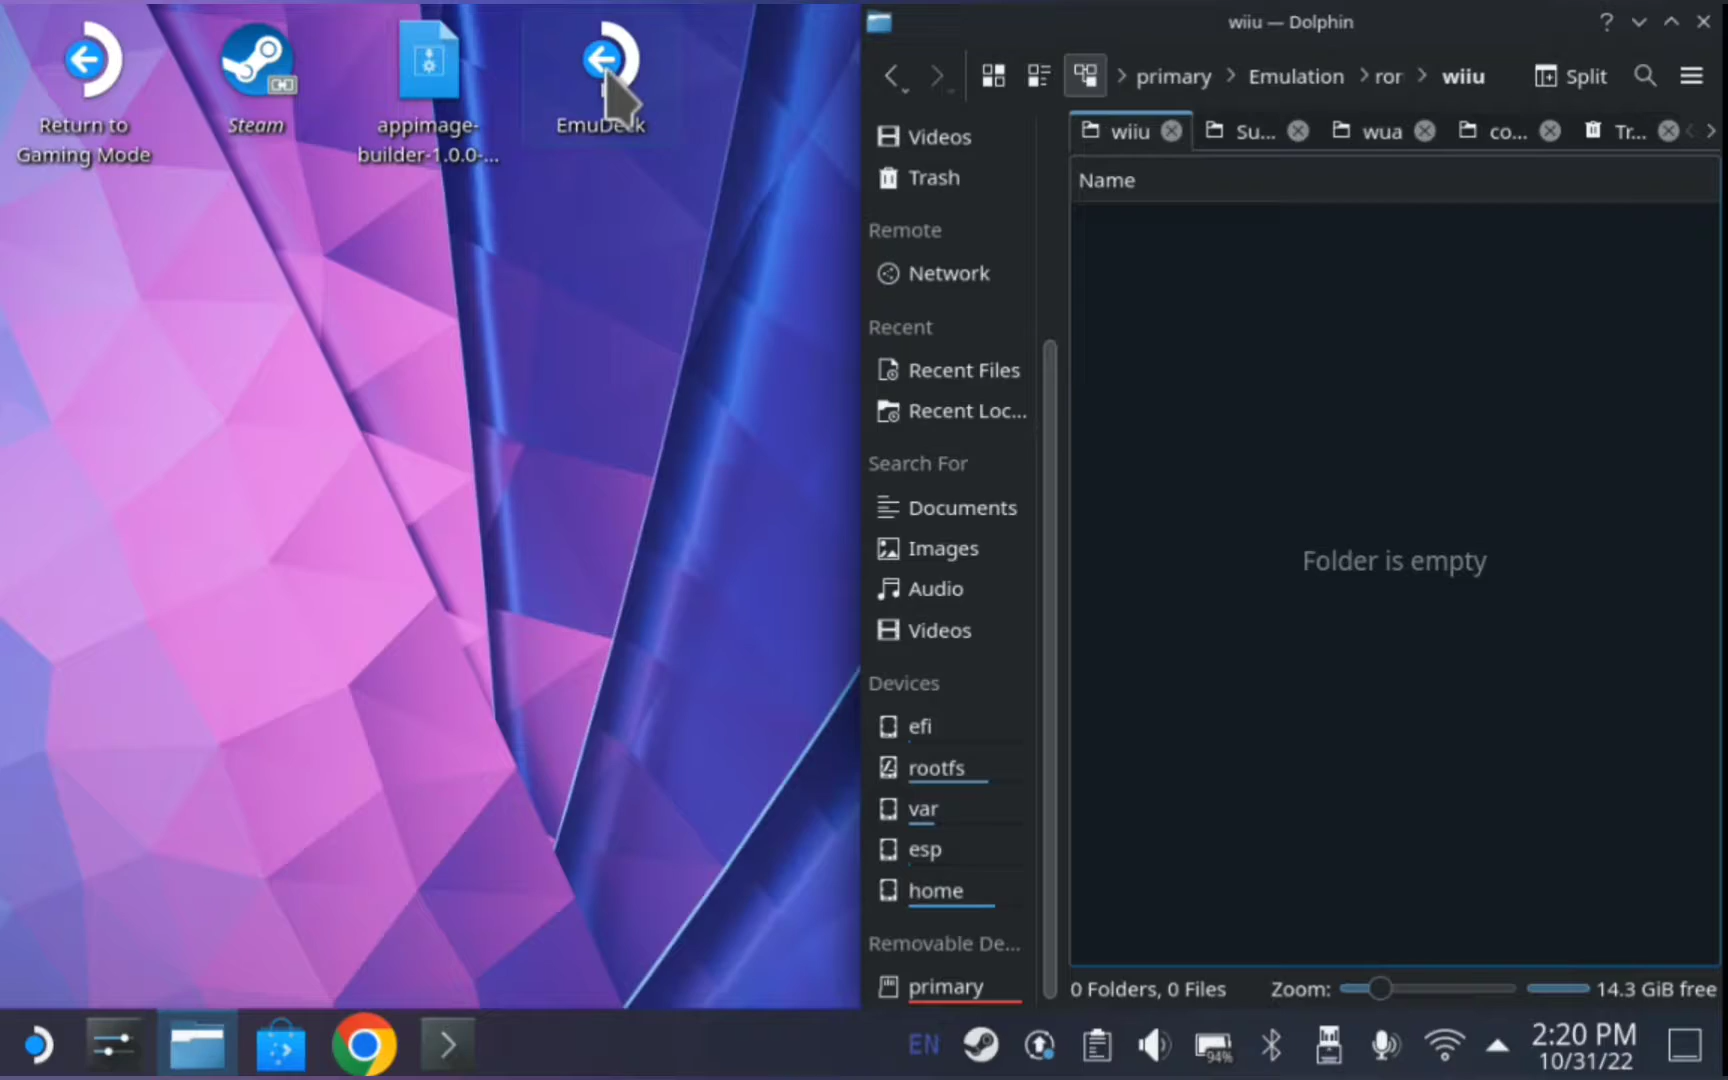 Return to
Gaming Mode
Steam
appimage-
builder-1.0.0-...
EmuDeck
wiiu — Dolphin
primary
Emulation
ror
wiiu
Split
wiiu
Su...
wua
co...
Tr...
Name
Videos
Trash
Remote
Network
Recent
Recent Files
Recent Loc...
Search For
Documents
Images
Audio
Videos
Devices
efi
rootfs
var
esp
home
Removable De...
primary
Folder is empty
0 Folders, 0 Files
Zoom:
14.3 GiB free
EN
94%
2:20 PM
10/31/22